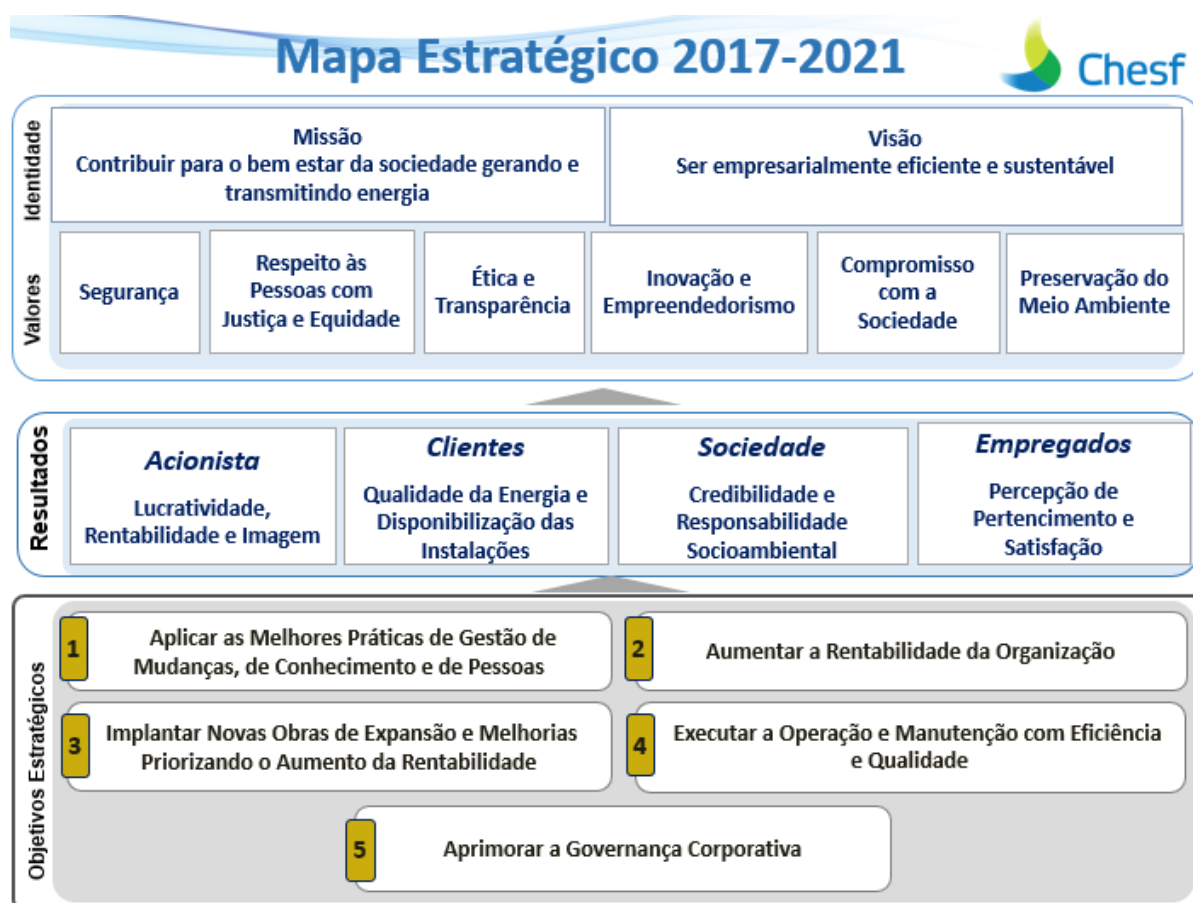 Mapa Estratégico 2017-2021
Chesf
Identidade
Missão
Contribuir para o bem estar da sociedade gerando e
transmitindo energia
Visão
Ser empresarialmente eficiente e sustentável
Valores
Segurança
Respeito às
Pessoas com
Justiça e Equidade
Ética e
Transparência
Inovação e
Empreendedorismo
Compromisso
com a
Sociedade
Preservação do
Meio Ambiente
Resultados
Acionista
Lucratividade,
Rentabilidade e Imagem
Clientes
Qualidade da Energia e
Disponibilização das
Instalações
Sociedade
Credibilidade e
Responsabilidade
Socioambiental
Empregados
Percepção de
Pertencimento e
Satisfação
Objetivos Estratégicos
1
Aplicar as Melhores Práticas de Gestão de
Mudanças, de Conhecimento e de Pessoas
2
Aumentar a Rentabilidade da Organização
3
Implantar Novas Obras de Expansão e Melhorias
Priorizando o Aumento da Rentabilidade
4
Executar a Operação e Manutenção com Eficiência
e Qualidade
5
Aprimorar a Governança Corporativa